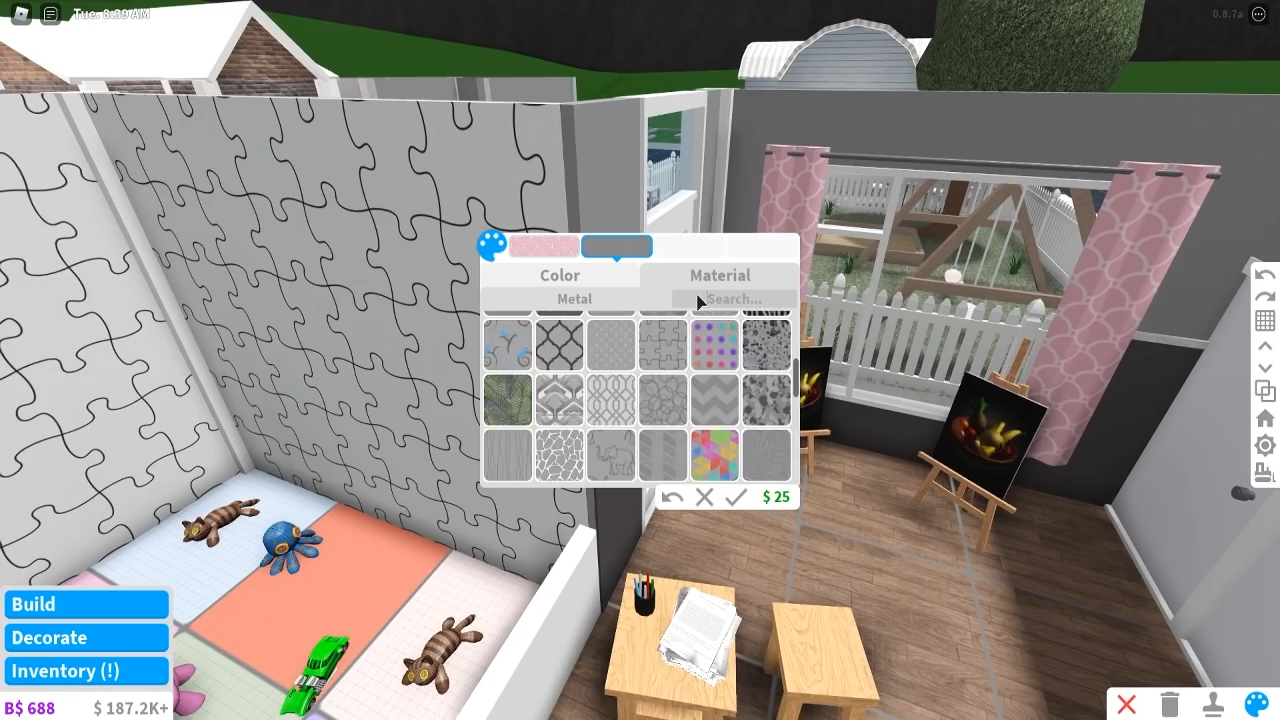 Tue. 8:39 AM
0.8.7a
Color
Material
Metal
Search...
$ 25
Build
Decorate
Inventory (!)
B$ 688
$ 187.2K+